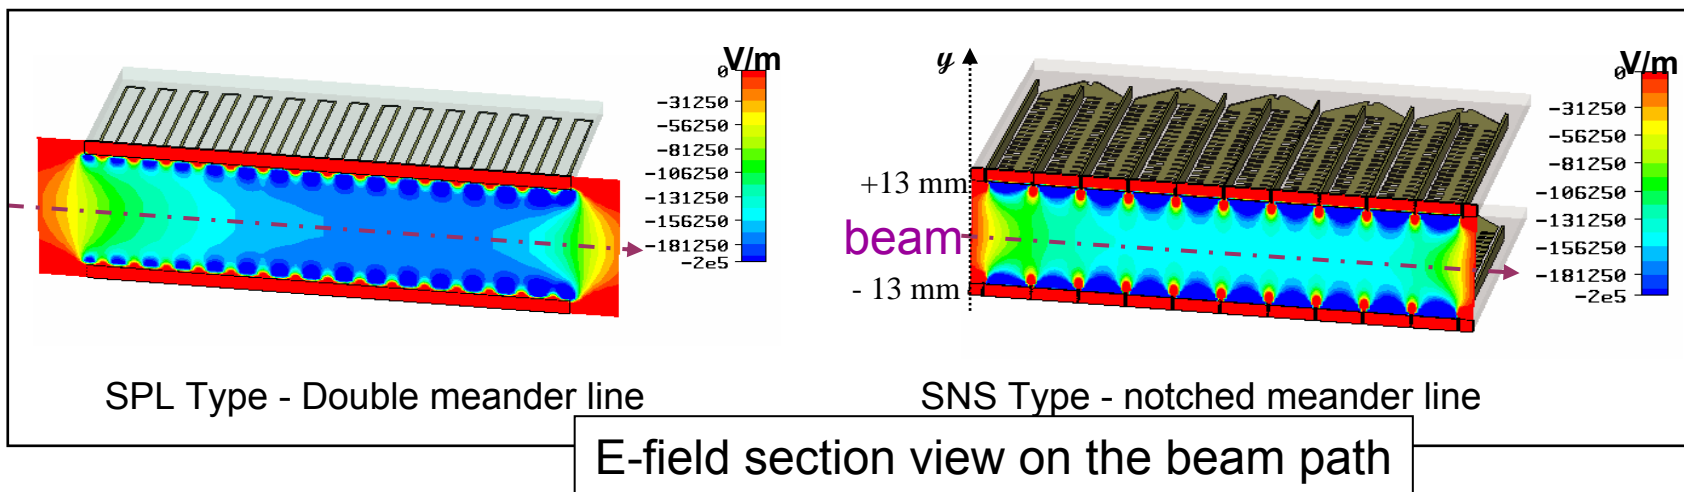 V/m
0
-31250
-56250
-81250
-106250
-131250
-156250
-181250
-2e5
SPL Type - Double meander line
y
+13 mm
beam
- 13 mm
V/m
0
-31250
-56250
-81250
-106250
-131250
-156250
-181250
-2e5
SNS Type - notched meander line
E-field section view on the beam path